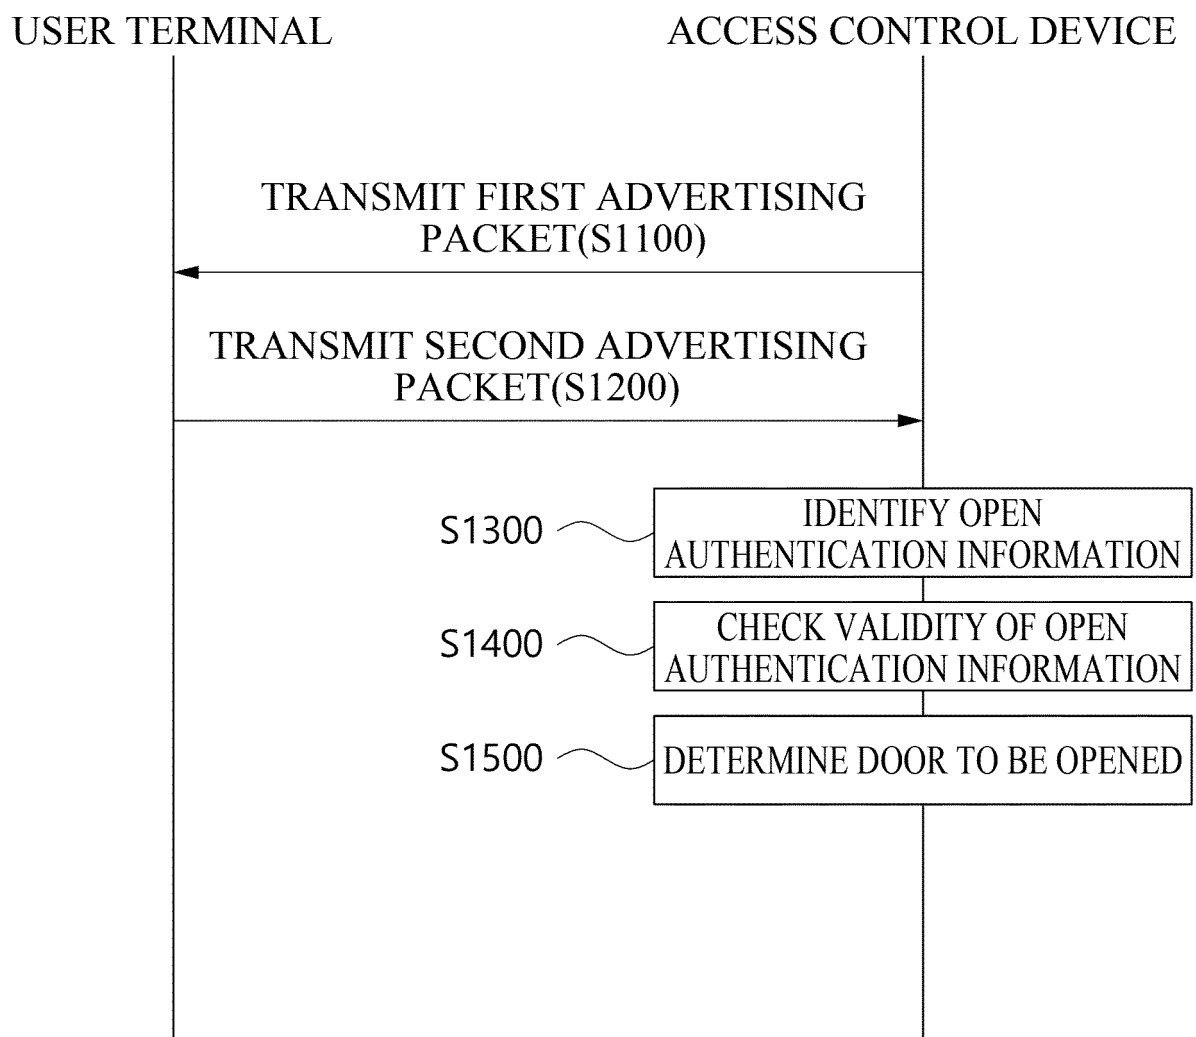 USER TERMINAL
ACCESS CONTROL DEVICE
TRANSMIT FIRST ADVERTISING
PACKET(S1100)
TRANSMIT SECOND ADVERTISING
PACKET(S1200)
S1300
IDENTIFY OPEN
AUTHENTICATION INFORMATION
S1400
CHECK VALIDITY OF OPEN
AUTHENTICATION INFORMATION
S1500
DETERMINE DOOR TO BE OPENED